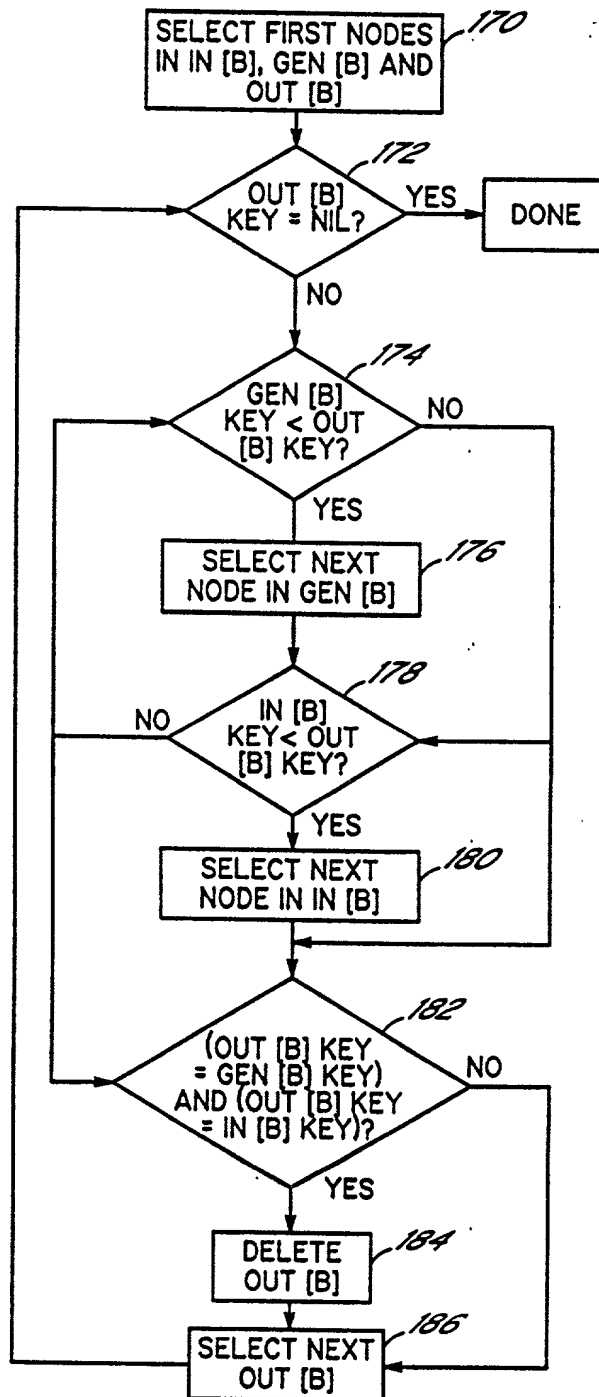 SELECT FIRST NODES
IN IN [B], GEN [B] AND
OUT [B]
170
OUT [B]
KEY = NIL?
172
YES
DONE
NO
GEN [B]
KEY < OUT
[B] KEY?
174
NO
YES
SELECT NEXT
NODE IN GEN [B]
176
IN [B]
KEY< OUT
[B] KEY?
178
NO
YES
SELECT NEXT
NODE IN IN [B]
180
(OUT [B] KEY
= GEN [B] KEY)
AND (OUT [B] KEY
= IN [B] KEY)?
182
NO
YES
DELETE
OUT [B]
184
SELECT NEXT
OUT [B]
186